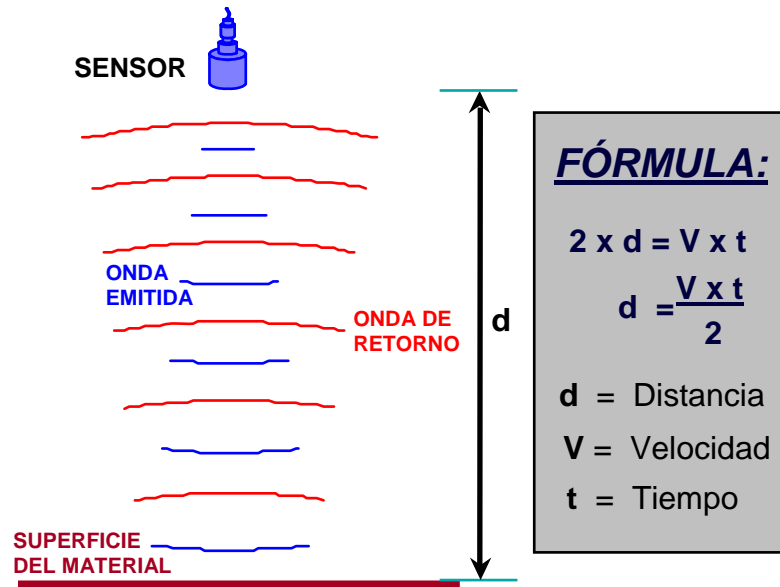 SENSOR
ONDA
EMITIDA
ONDA DE
RETORNO
d
SUPERFICIE
DEL MATERIAL
FÓRMULA:
2 x d = V x t
d = V x t
2
d = Distancia
V = Velocidad
t = Tiempo